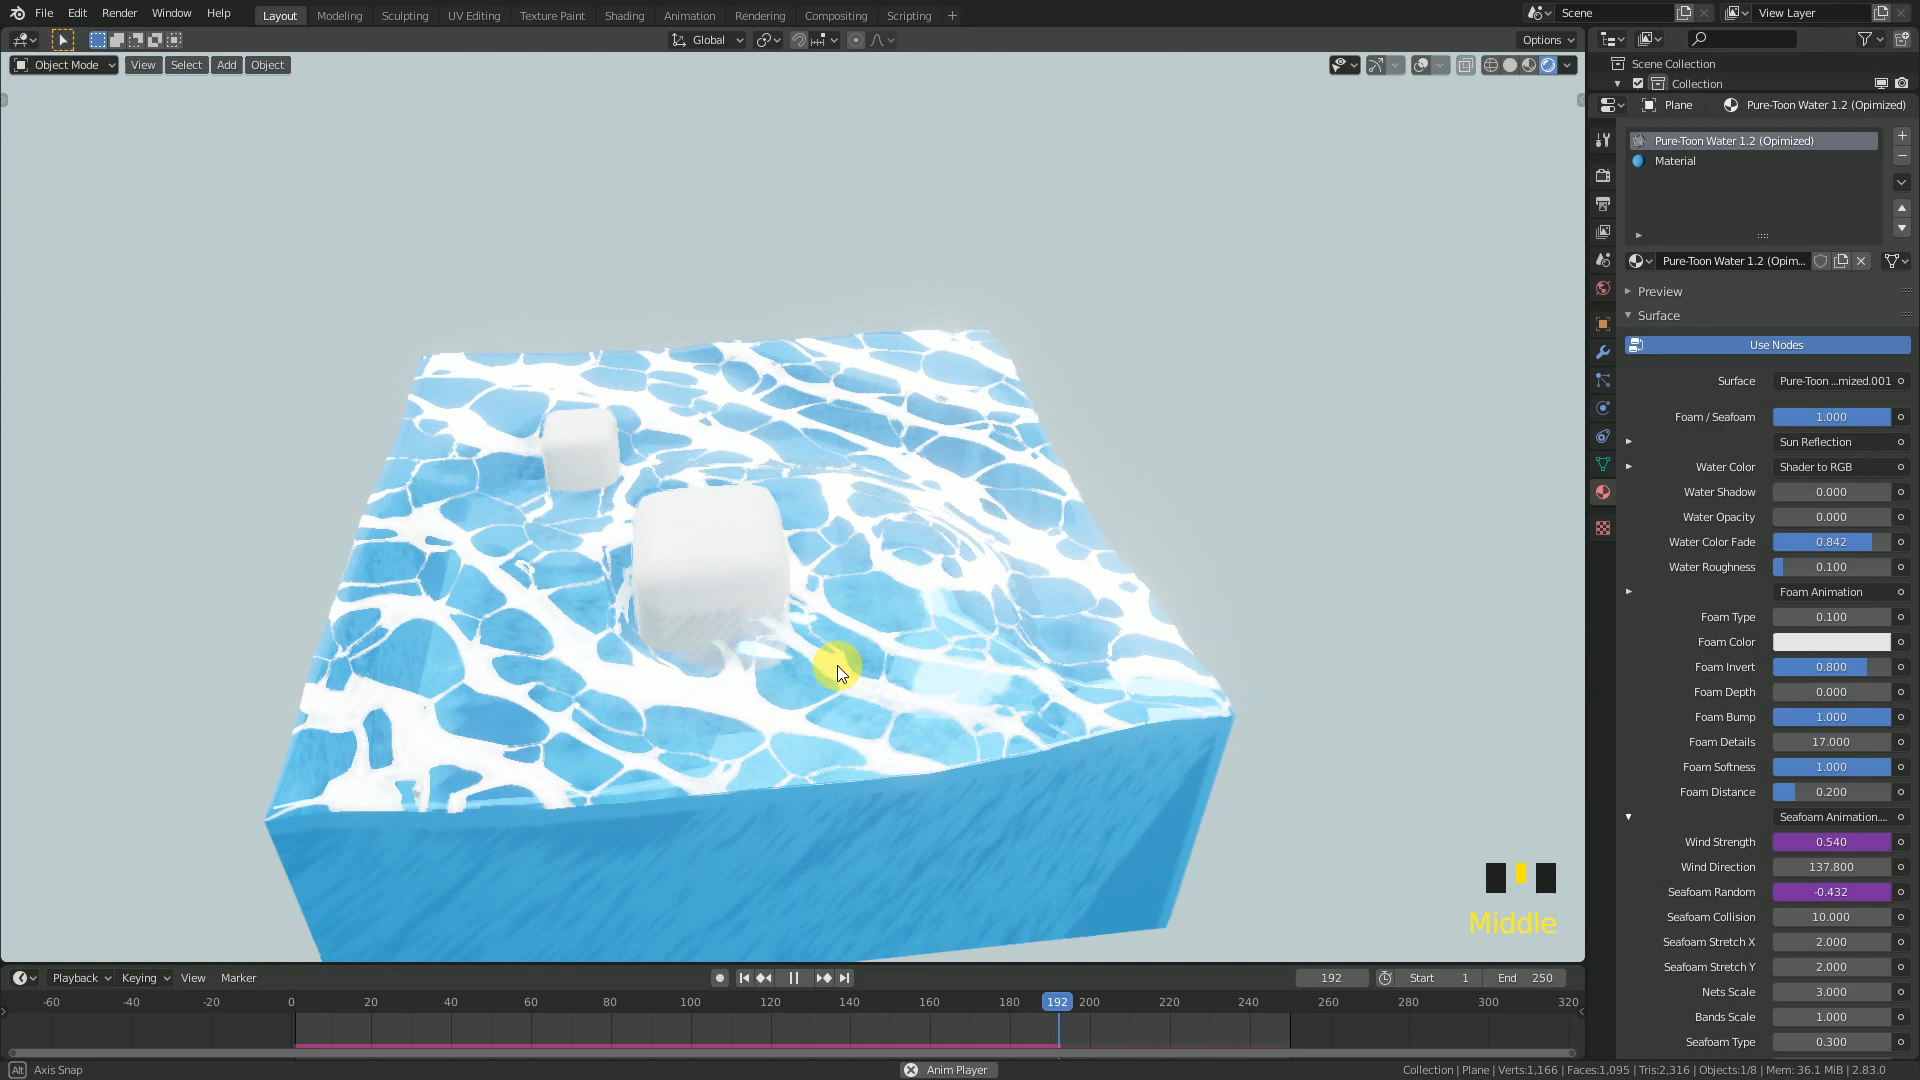 File Edit Render Window Help Layout Modeling Sculpting UV Editing Texture Paint Shading Animation Rendering Compositing Scripting + Scene View Layer
Global Options
Object Mode View Select Add Object
Scene Collection
Collection
Plane Pure-Toon Water 1.2 (Opimized)
Pure-Toon Water 1.2 (Opimized)
Material
Pure-Toon Water 1.2 (Opim...
Preview
Surface
Use Nodes
Surface Pure-Toon ...mized.001
Foam / Seafoam 1.000
Sun Reflection
Water Color Shader to RGB
Water Shadow 0.000
Water Opacity 0.000
Water Color Fade 0.842
Water Roughness 0.100
Foam Animation
Foam Type 0.100
Foam Color
Foam Invert 0.800
Foam Depth 0.000
Foam Bump 1.000
Foam Details 17.000
Foam Softness 1.000
Foam Distance 0.200
Seafoam Animation....
Wind Strength 0.540
Wind Direction 137.800
Seafoam Random -0.432
Seafoam Collision 10.000
Seafoam Stretch X 2.000
Seafoam Stretch Y 2.000
Nets Scale 3.000
Bands Scale 1.000
Seafoam Type 0.300
Middle
Playback Keying View Marker 192 Start 1 End 250
-60 -40 -20 0 20 40 60 80 100 120 140 160 180 192 200 220 240 260 280 300 320
Alt Axis Snap Anim Player Collection | Plane | Verts:1,166 | Faces:1,095 | Tris:2,316 | Objects:1/8 | Mem: 36.1 MiB | 2.83.0